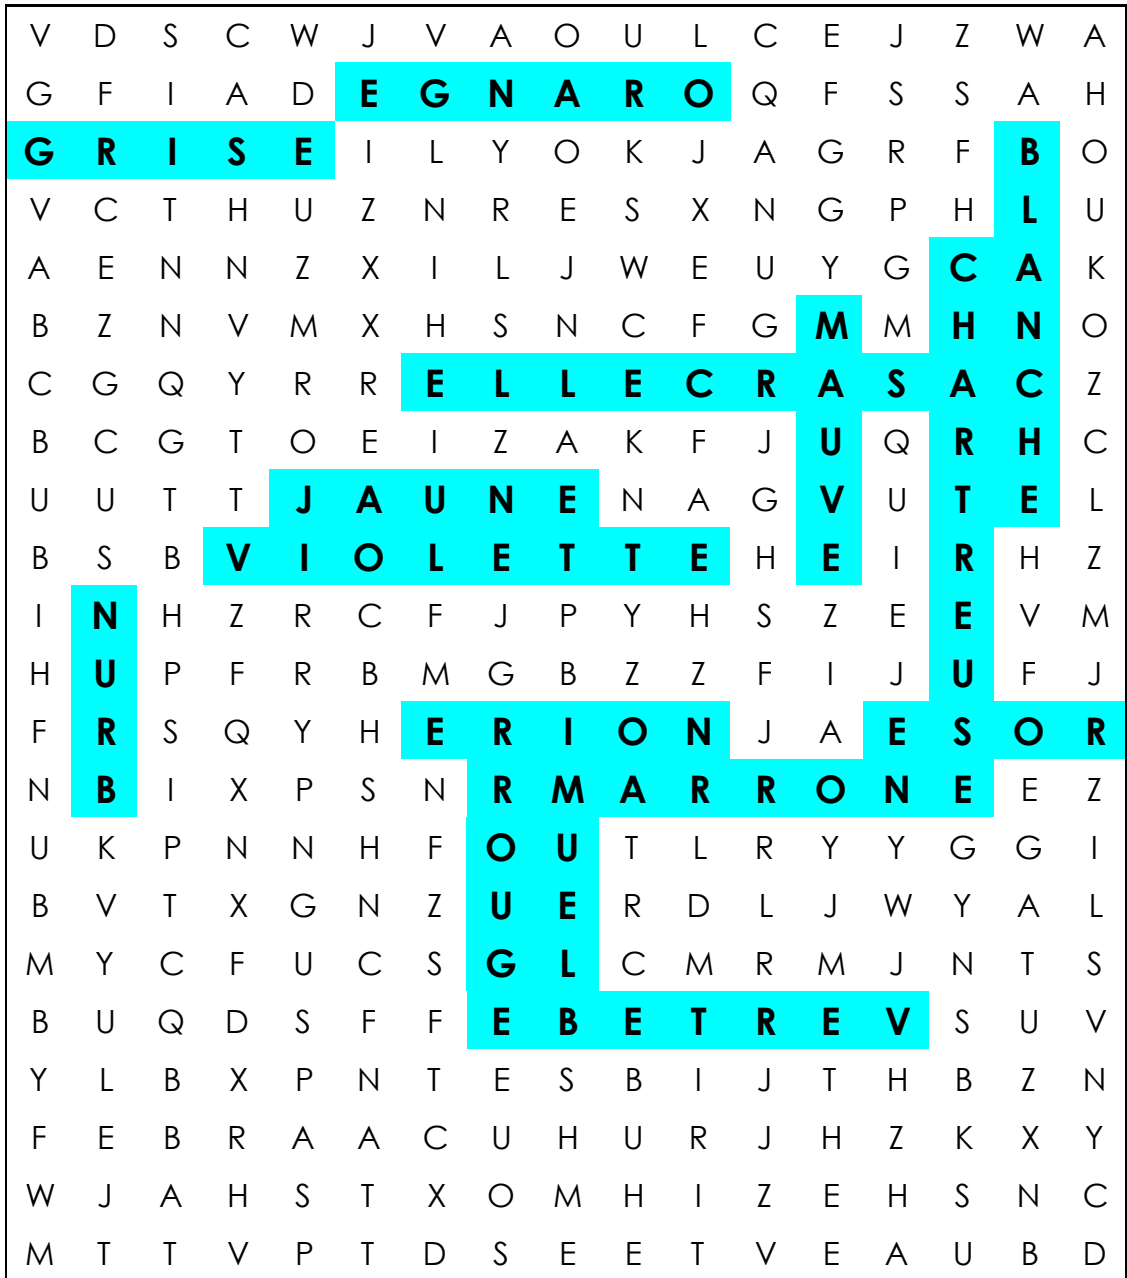 V D S C W J V A O U L C E J Z W A
G F I A D E G N A R O Q F S S A H
G R I S E I L Y O K J A G R F B O
V C T H U Z N R E S X N G P H L U
A E N N Z X I L J W E U Y G C A K
B Z N V M X H S N C F G M M H N O
C G Q Y R R E L L E C R A S A C Z
B C G T O E I Z A K F J U Q R H C
U U T T J A U N E N A G V U T E L
B S B V I O L E T T E H E I R H Z
I N H Z R C F J P Y H S Z E E V M
H U P F R B M G B Z Z F I J U F J
F R S Q Y H E R I O N J A E S O R
N B I X P S N R M A R R O N E E Z
U K P N N H F O U T L R Y Y G G I
B V T X G N Z U E R D L J W Y A L
M Y C F U C S G L C M R M J N T S
B U Q D S F F E B E T R E V S U V
Y L B X P N T E S B I J T H B Z N
F E B R A A C U H U R J H Z K X Y
W J A H S T X O M H I Z E H S N C
M T T V P T D S E E T V E A U B D